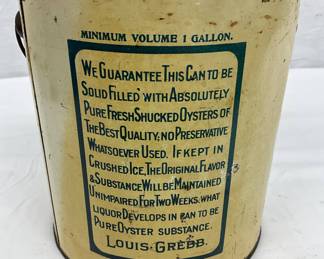 MINIMUM VOLUME 1 GALLON.
WE GUARANTEE THIS CAN TO BE
SOLID FILLED WITH ABSOLUTELY
PURE FRESH SHUCKED OYSTERS OF
THE BEST QUALITY; NO PRESERVATIVE
WHATSOEVER USED. IF KEPT IN
CRUSHED ICE, THE ORIGINAL FLAVOR
& SUBSTANCE WILL BE MAINTAINED
UNIMPAIRED FOR TWO WEEKS. WHAT
LIQUOR DEVELOPS IN CAN TO BE
PURE OYSTER SUBSTANCE.
LOUIS GREBB.